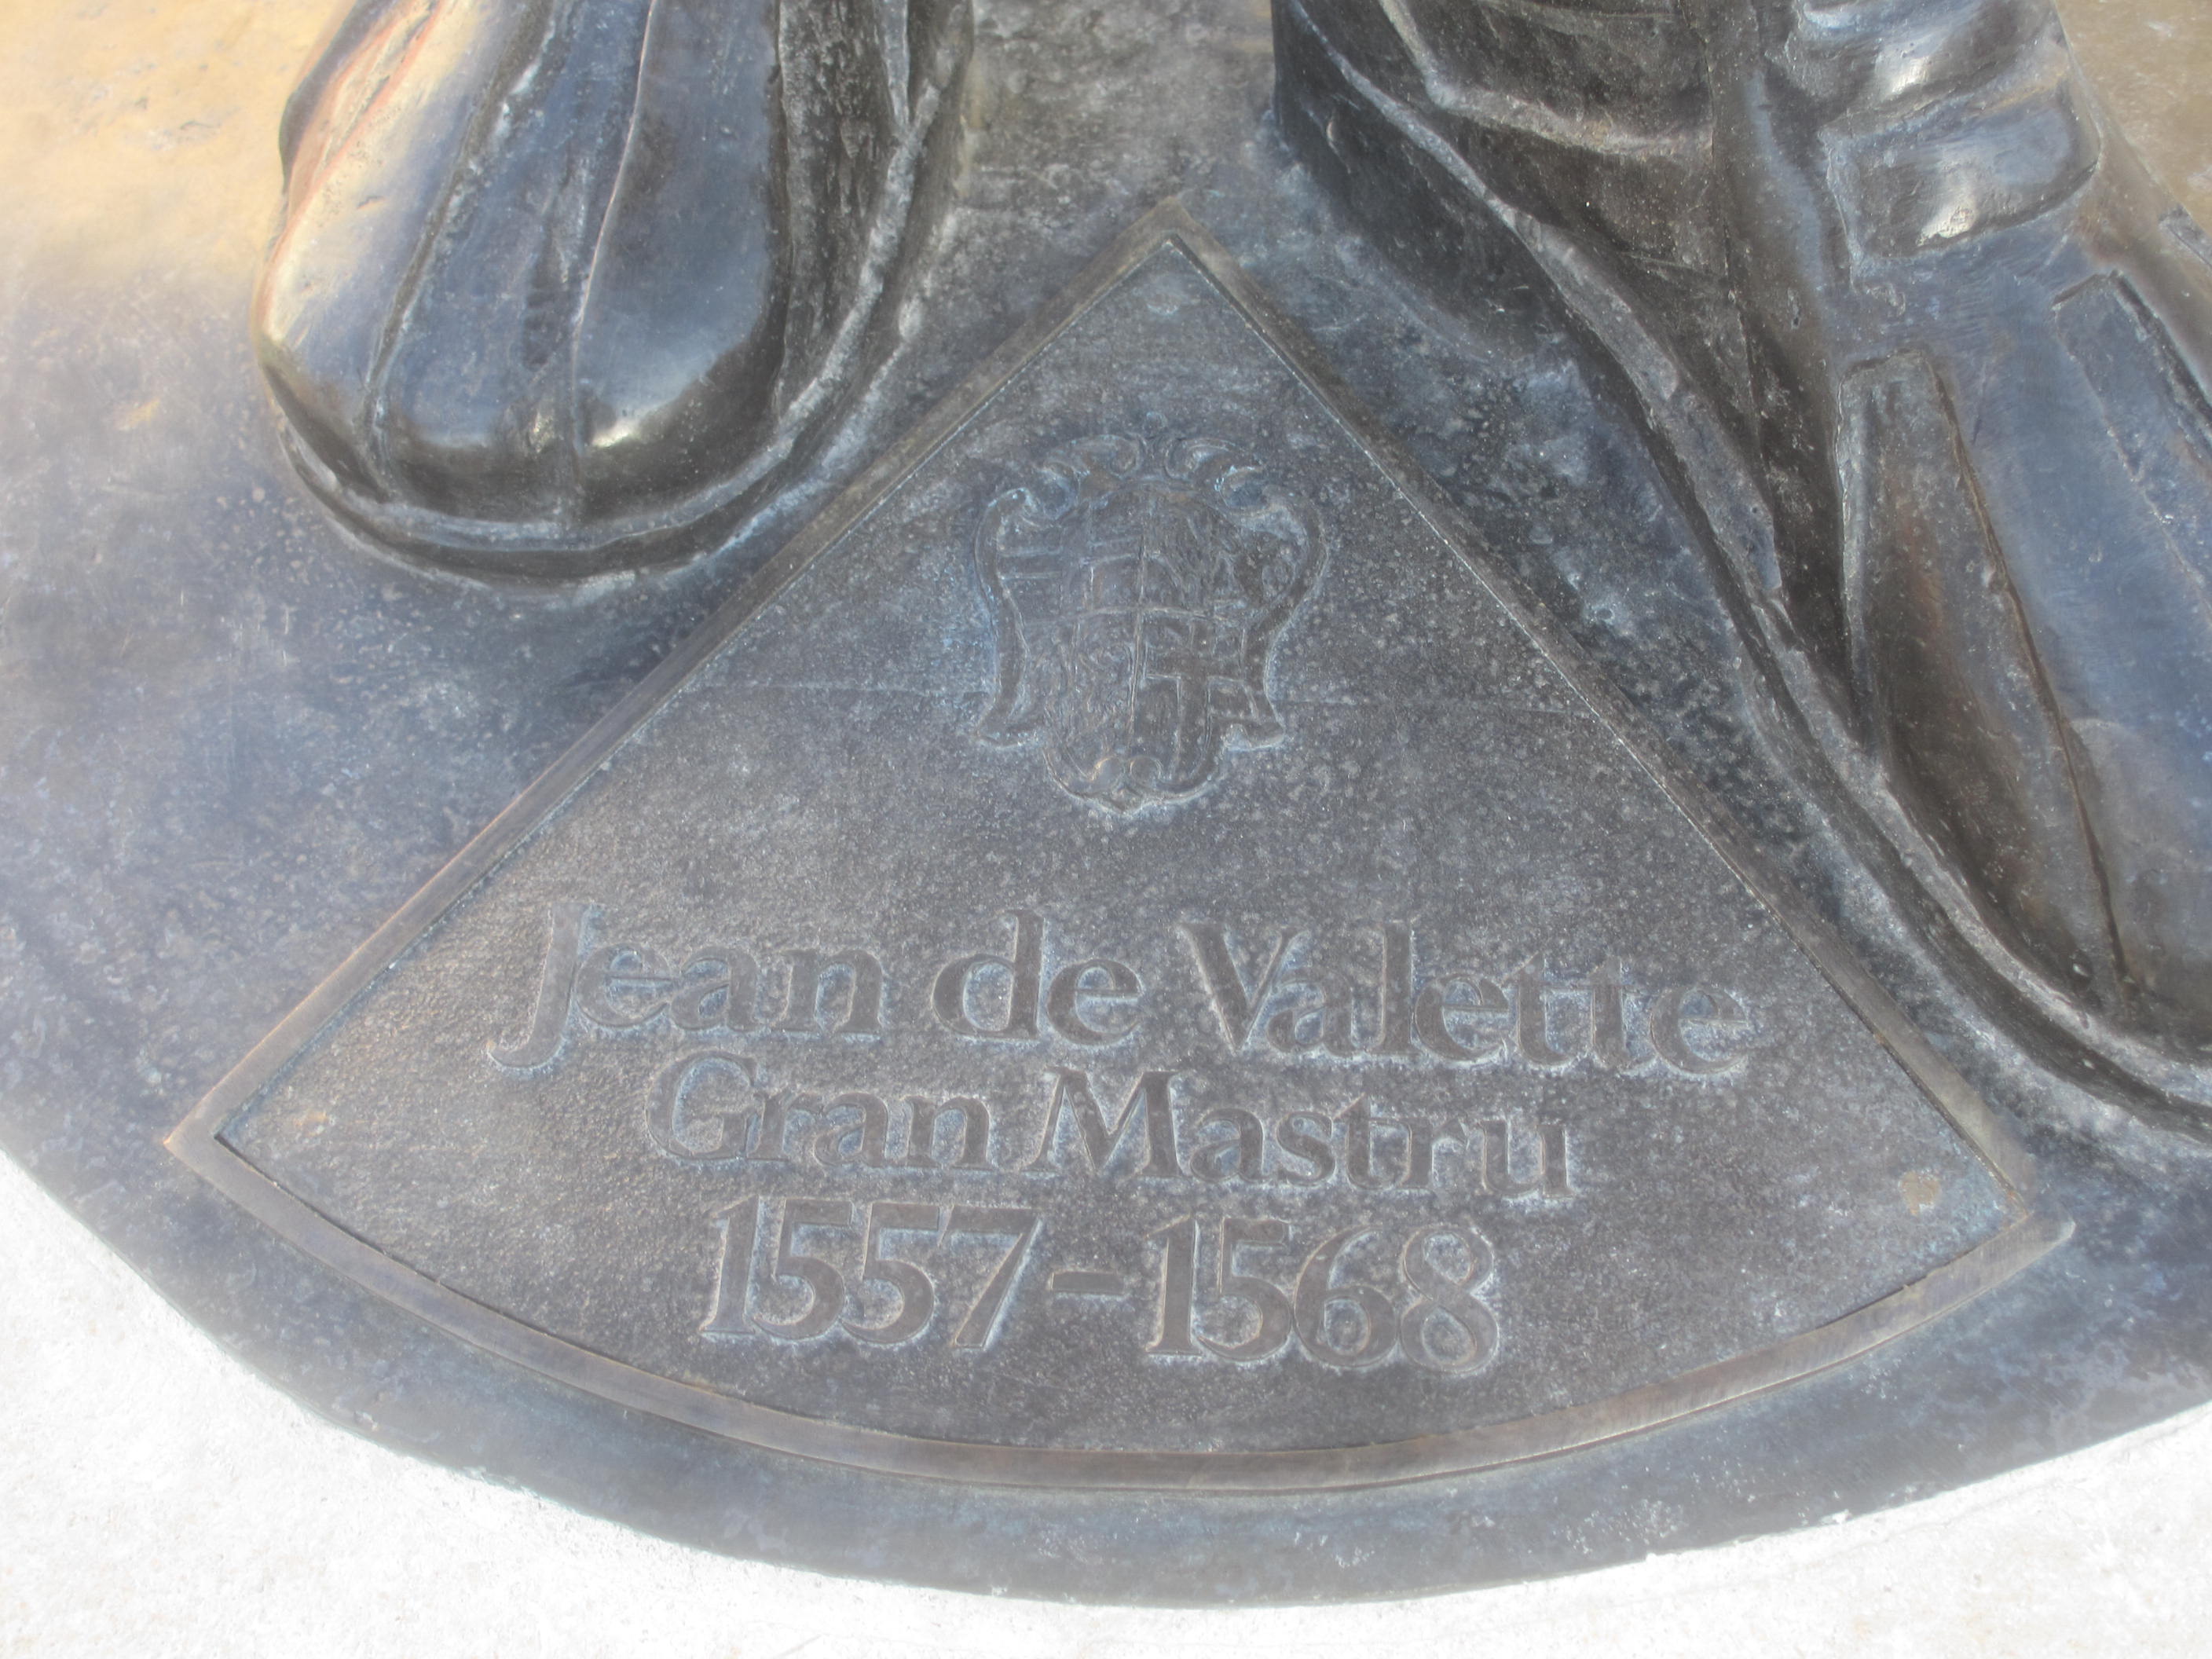 Jean de Valette
Gran Mastru
1557-1568